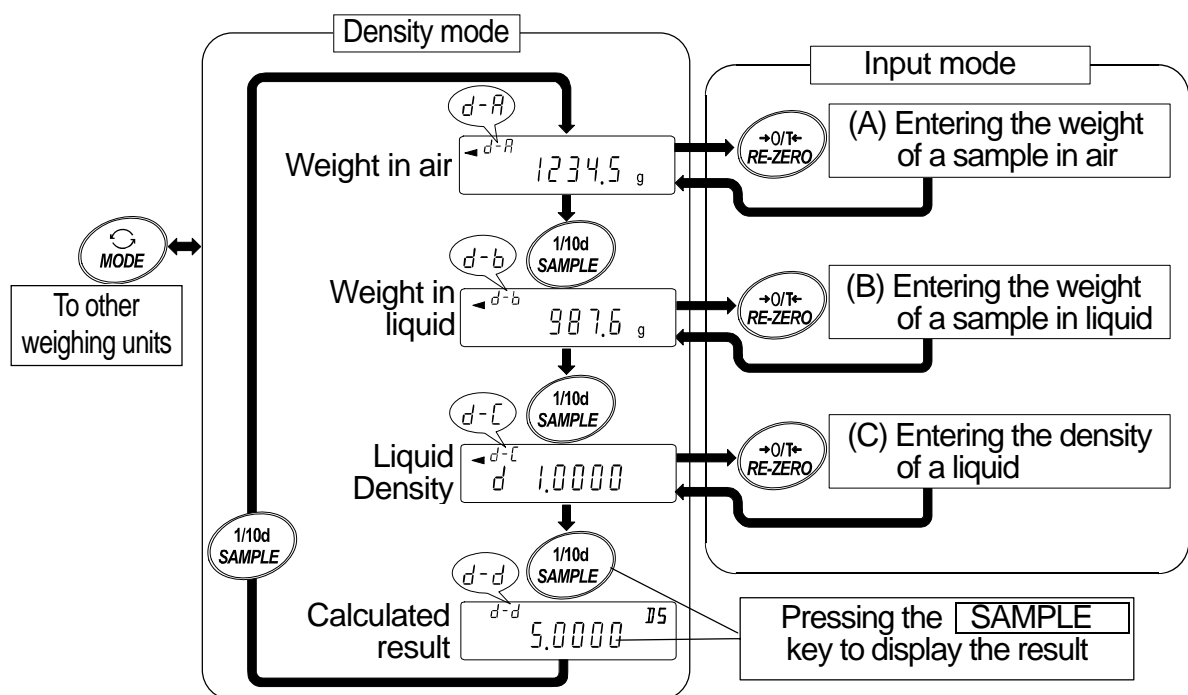 Density mode
Input mode
d-A
Weight in air
d-A
1234.5 g
→0/T←
RE-ZERO
(A) Entering the weight
of a sample in air
MODE
To other
weighing units
1/10d
SAMPLE
d-b
Weight in
liquid
d-b
987.6 g
→0/T←
RE-ZERO
(B) Entering the weight
of a sample in liquid
1/10d
SAMPLE
d-C
Liquid
Density
d-C
d 1.0000
→0/T←
RE-ZERO
(C) Entering the density
of a liquid
1/10d
SAMPLE
1/10d
SAMPLE
d-d
Calculated
result
d-d
DS
5.0000
Pressing the SAMPLE
key to display the result